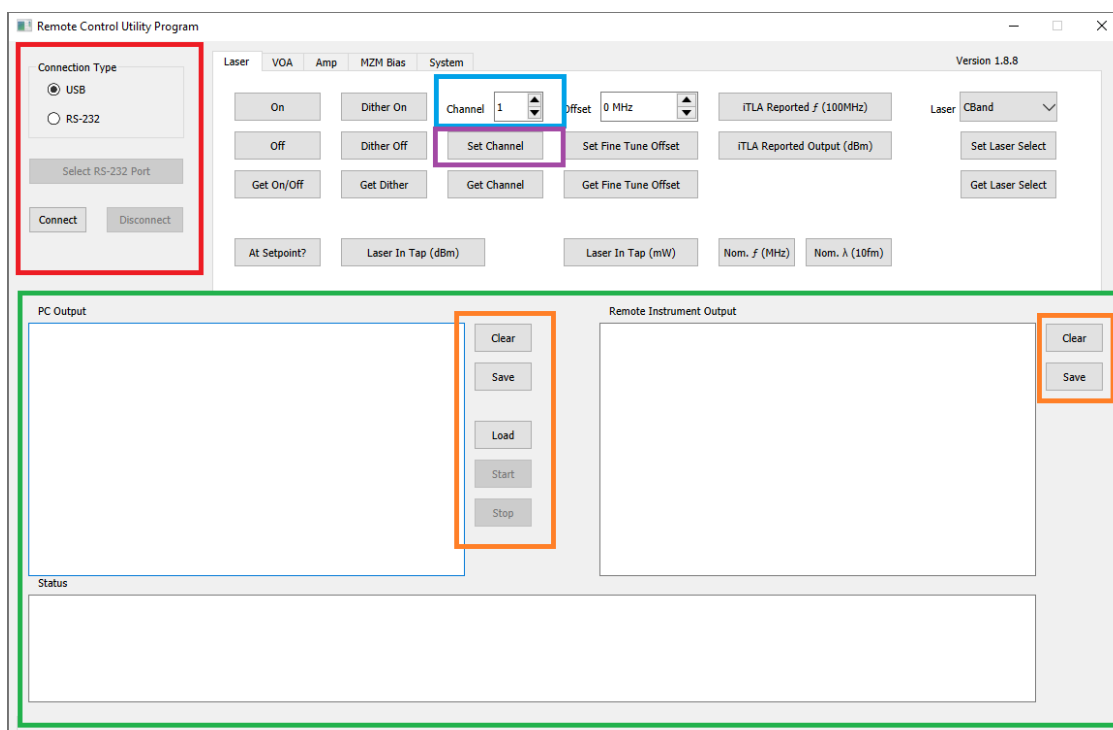 Remote Control Utility Program
Connection Type
USB
RS-232
Select RS-232 Port
Connect Disconnect
Laser VOA Amp MZM Bias System
Version 1.8.8
On Dither On Channel 1 Offset 0 MHz iTLA Reported ƒ (100MHz) Laser CBand
Off Dither Off Set Channel Set Fine Tune Offset iTLA Reported Output (dBm) Set Laser Select
Get On/Off Get Dither Get Channel Get Fine Tune Offset Get Laser Select
At Setpoint? Laser In Tap (dBm) Laser In Tap (mW) Nom. ƒ (MHz) Nom. λ (10fm)
PC Output
Clear
Save
Load
Start
Stop
Remote Instrument Output
Clear
Save
Status